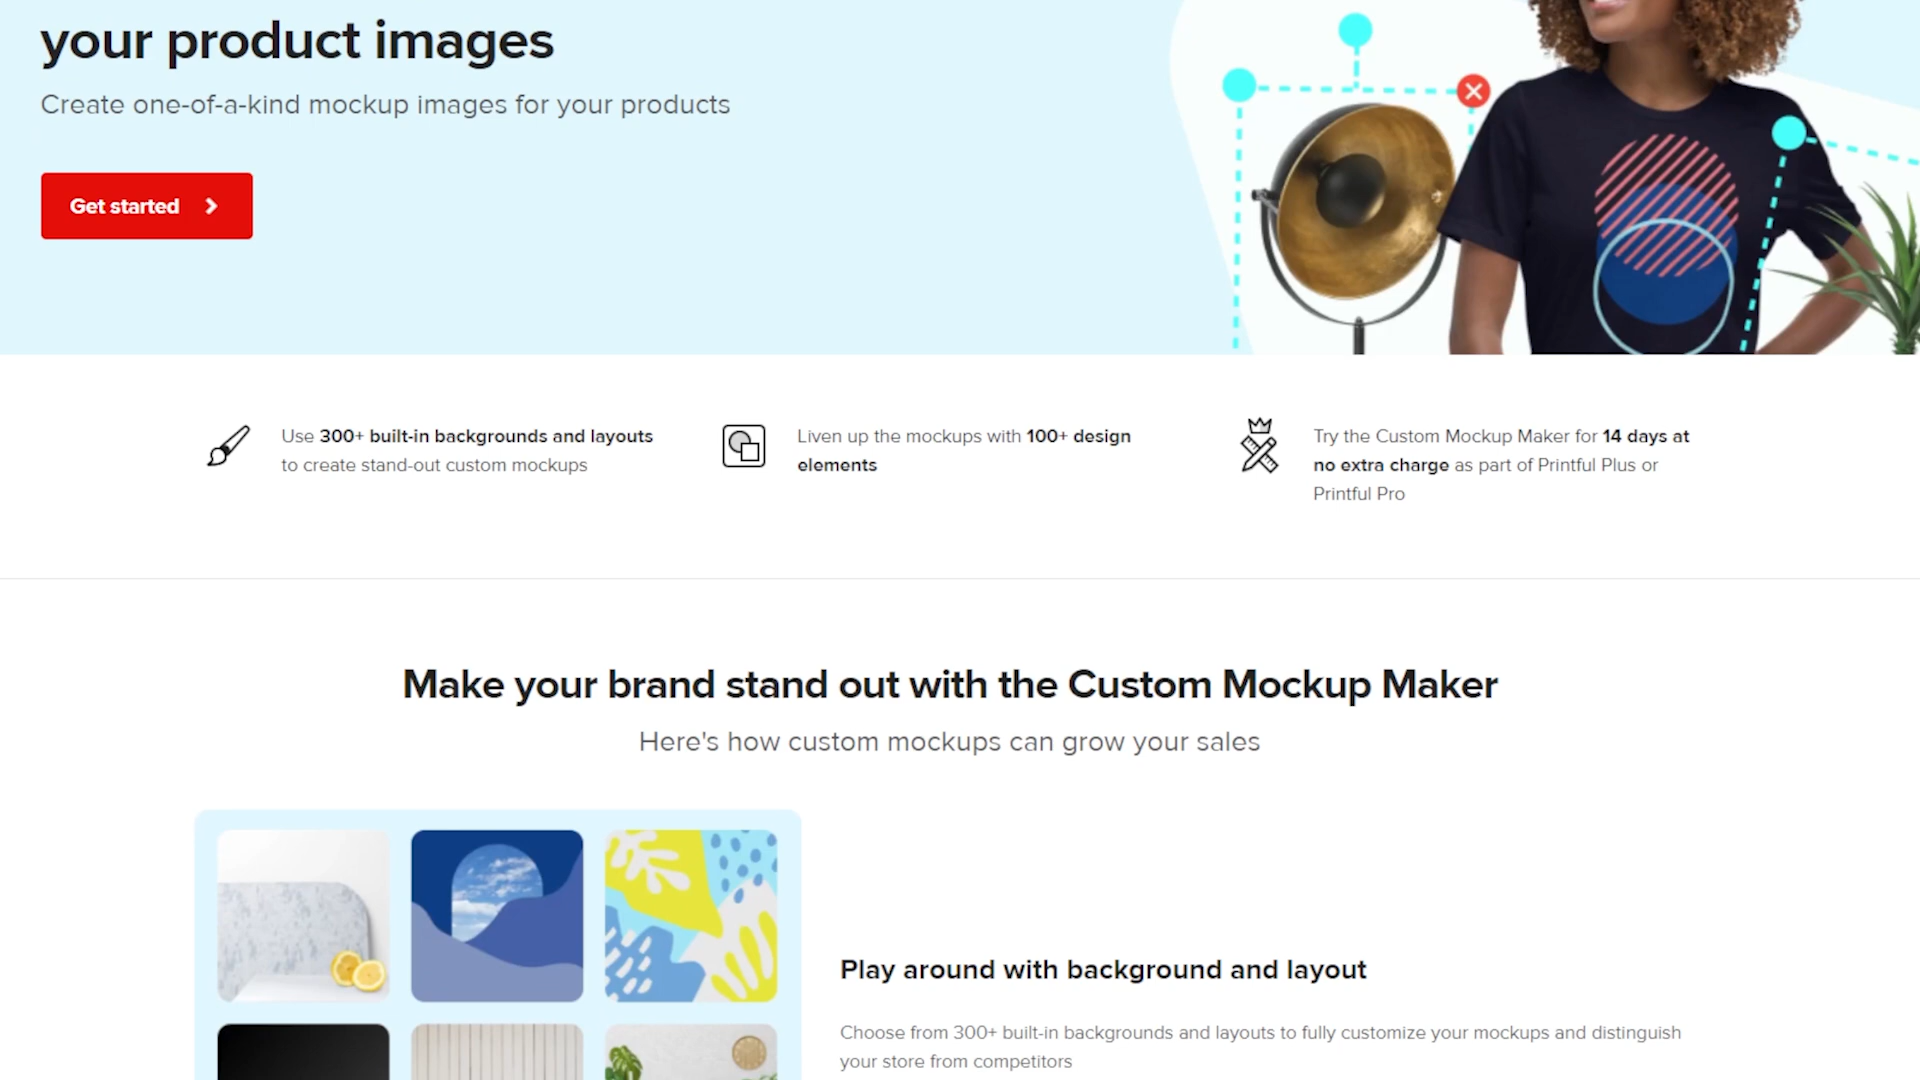 your product images
Create one-of-a-kind mockup images for your products
Get started
Use 300+ built-in backgrounds and layouts
to create stand-out custom mockups
Liven up the mockups with 100+ design
elements
Try the Custom Mockup Maker for 14 days at
no extra charge as part of Printful Plus or
Printful Pro
Make your brand stand out with the Custom Mockup Maker
Here's how custom mockups can grow your sales
Play around with background and layout
Choose from 300+ built-in backgrounds and layouts to fully customize your mockups and distinguish
your store from competitors